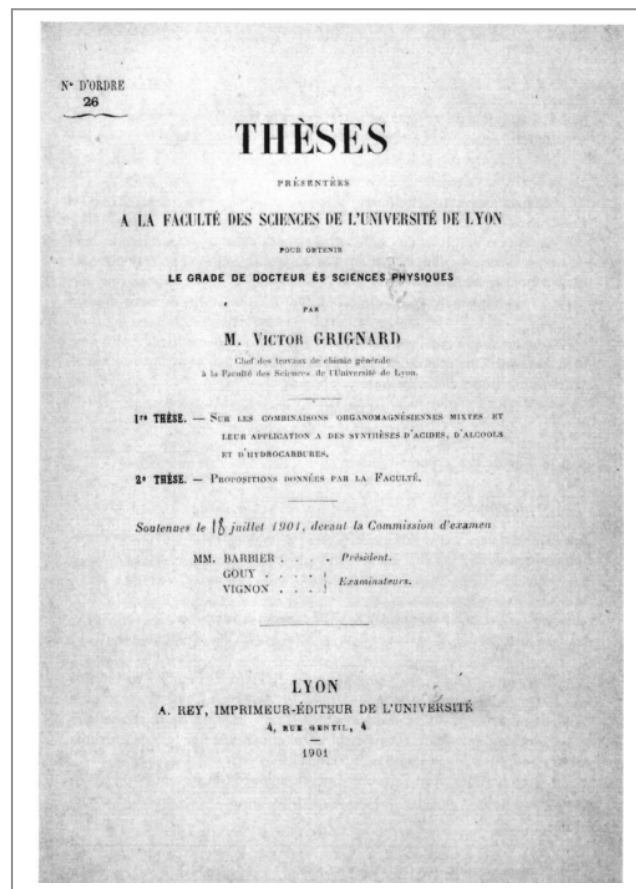 N° D'ORDRE
26
THÈSES
PRÉSENTÉES
A LA FACULTÉ DES SCIENCES DE L'UNIVERSITÉ DE LYON
POUR OBTENIR
LE GRADE DE DOCTEUR ÈS SCIENCES PHYSIQUES
PAR
M. VICTOR GRIGNARD
Chef des travaux de chimie générale
à la Faculté des Sciences de l'Université de Lyon.
1re THÈSE. — SUR LES COMBINAISONS ORGANOMAGNÉSIENNES MIXTES ET
LEUR APPLICATION A DES SYNTHÈSES D'ACIDES, D'ALCOOLS
ET D'HYDROCARBURES.
2e THÈSE. — PROPOSITIONS DONNÉES PAR LA FACULTÉ.
Soutenues le 18 juillet 1901, devant la Commission d'examen
MM. BARBIER . . . . Président.
GOUY . . . .
VIGNON . . . . } Examinateurs.
LYON
A. REY, IMPRIMEUR-ÉDITEUR DE L'UNIVERSITÉ
4, RUE GENTIL, 4
1901